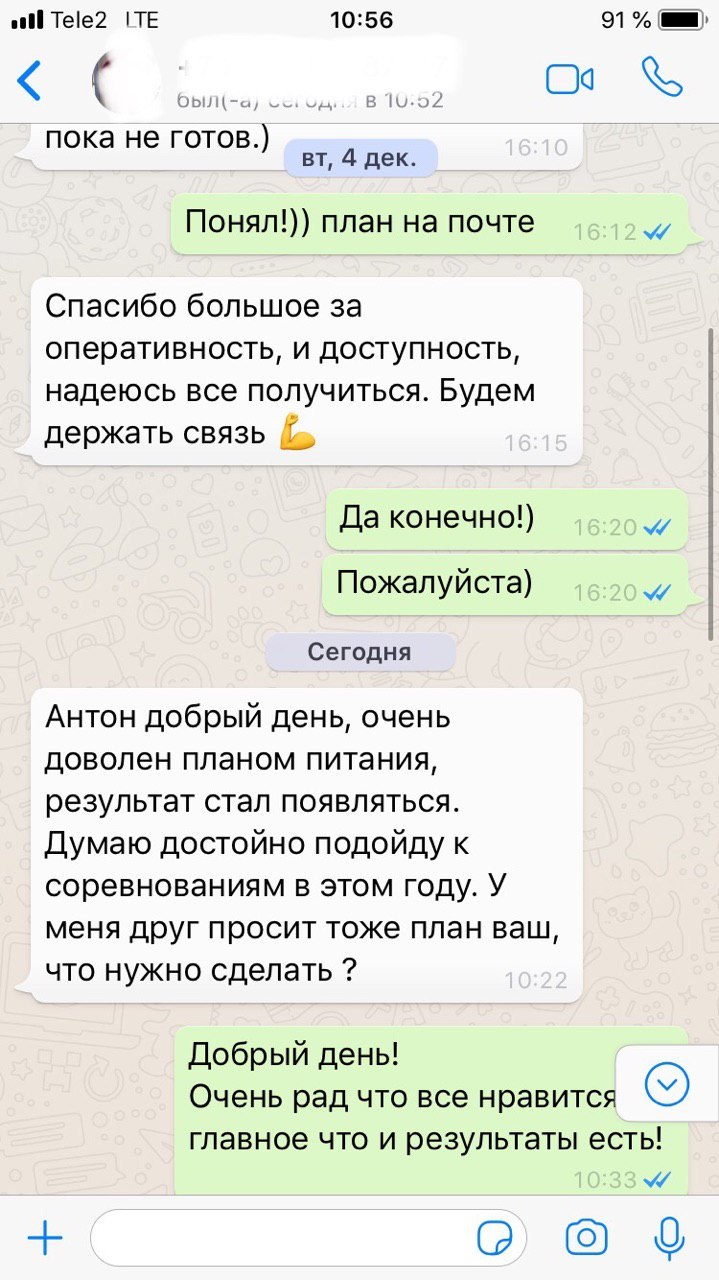 Tele2 LTE 10:56 91 %
был(-а) сегодня в 10:52
пока не готов.) 16:10
вт, 4 дек.
Понял!)) план на почте 16:12
Спасибо большое за
оперативность, и доступность,
надеюсь все получиться. Будем
держать связь 💪 16:15
Да конечно!) 16:20
Пожалуйста) 16:20
Сегодня
Антон добрый день, очень
доволен планом питания,
результат стал появляться.
Думаю достойно подойду к
соревнованиям в этом году. У
меня друг просит тоже план ваш,
что нужно сделать ? 10:22
Добрый день!
Очень рад что все нравится
главное что и результаты есть!
10:33